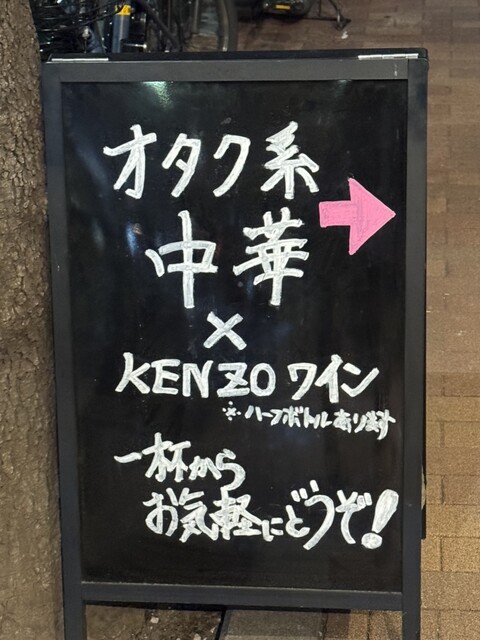 オタク系
中華
×
KENZO ワイン
※ハーフボトルあります
一杯から
お気軽にどうぞ!